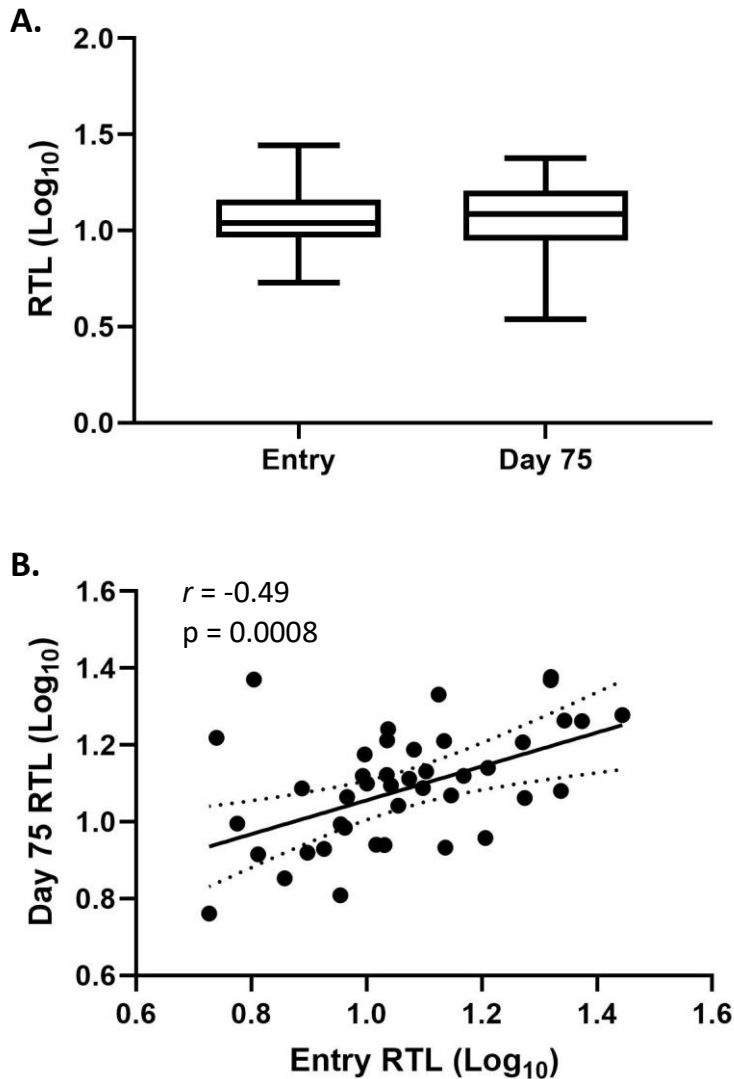 A.
RTL (Log10)
2.0
1.5
1.0
0.5
0.0
Entry
Day 75
B.
r = -0.49
p = 0.0008
Day 75 RTL (Log10)
1.6
1.4
1.2
1.0
0.8
0.6
0.6
0.8
1.0
1.2
1.4
1.6
Entry RTL (Log10)